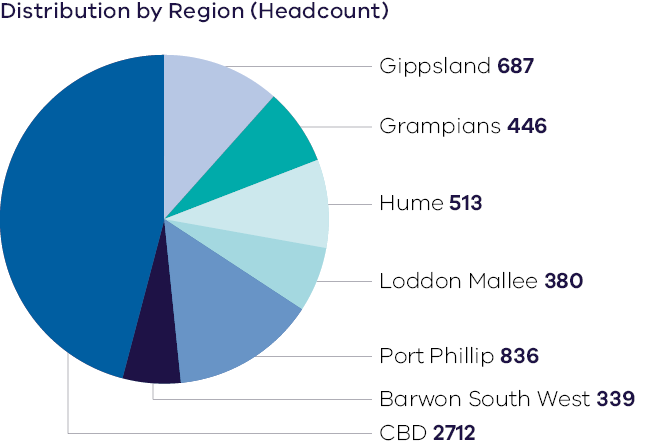 Distribution by Region (Headcount)
Gippsland 687
Grampians 446
Hume 513
Loddon Mallee 380
Port Phillip 836
Barwon South West 339
CBD 2712